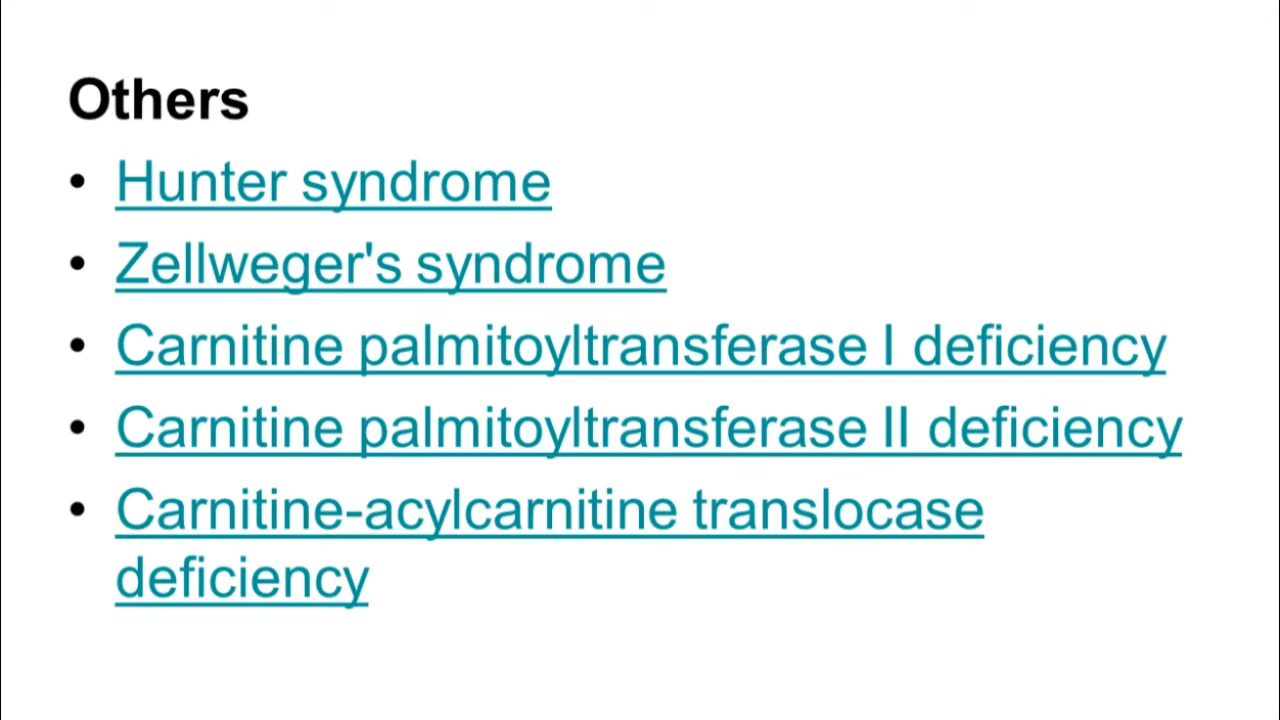 Others
• Hunter syndrome
• Zellweger's syndrome
• Carnitine palmitoyltransferase I deficiency
• Carnitine palmitoyltransferase II deficiency
• Carnitine-acylcarnitine translocase
deficiency